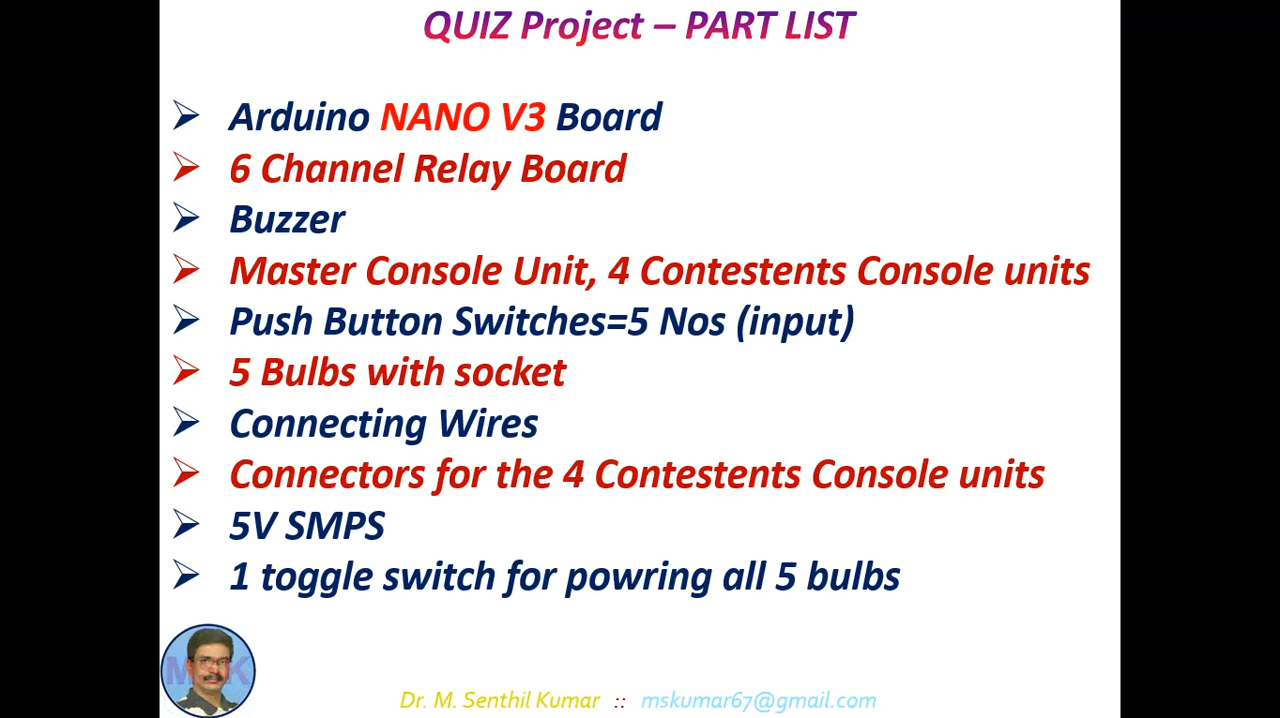 QUIZ Project – PART LIST
Arduino NANO V3 Board
6 Channel Relay Board
Buzzer
Master Console Unit, 4 Contestents Console units
Push Button Switches=5 Nos (input)
5 Bulbs with socket
Connecting Wires
Connectors for the 4 Contestents Console units
5V SMPS
1 toggle switch for powring all 5 bulbs
Dr. M. Senthil Kumar :: mskumar67@gmail.com